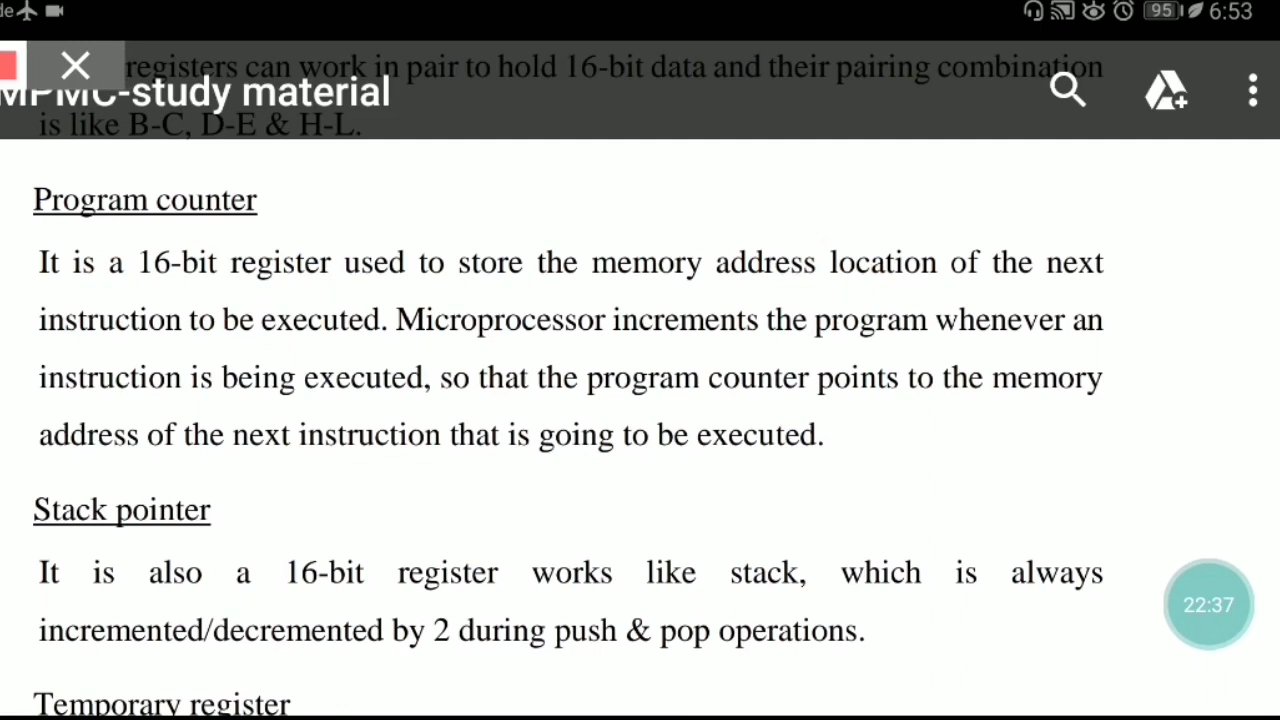 de 95 6:53
registers can work in pair to hold 16-bit data and their pairing combination
MPMC-study material
is like B-C, D-E & H-L.
Program counter
It is a 16-bit register used to store the memory address location of the next
instruction to be executed. Microprocessor increments the program whenever an
instruction is being executed, so that the program counter points to the memory
address of the next instruction that is going to be executed.
Stack pointer
It is also a 16-bit register works like stack, which is always
incremented/decremented by 2 during push & pop operations.
22:37
Temporary register